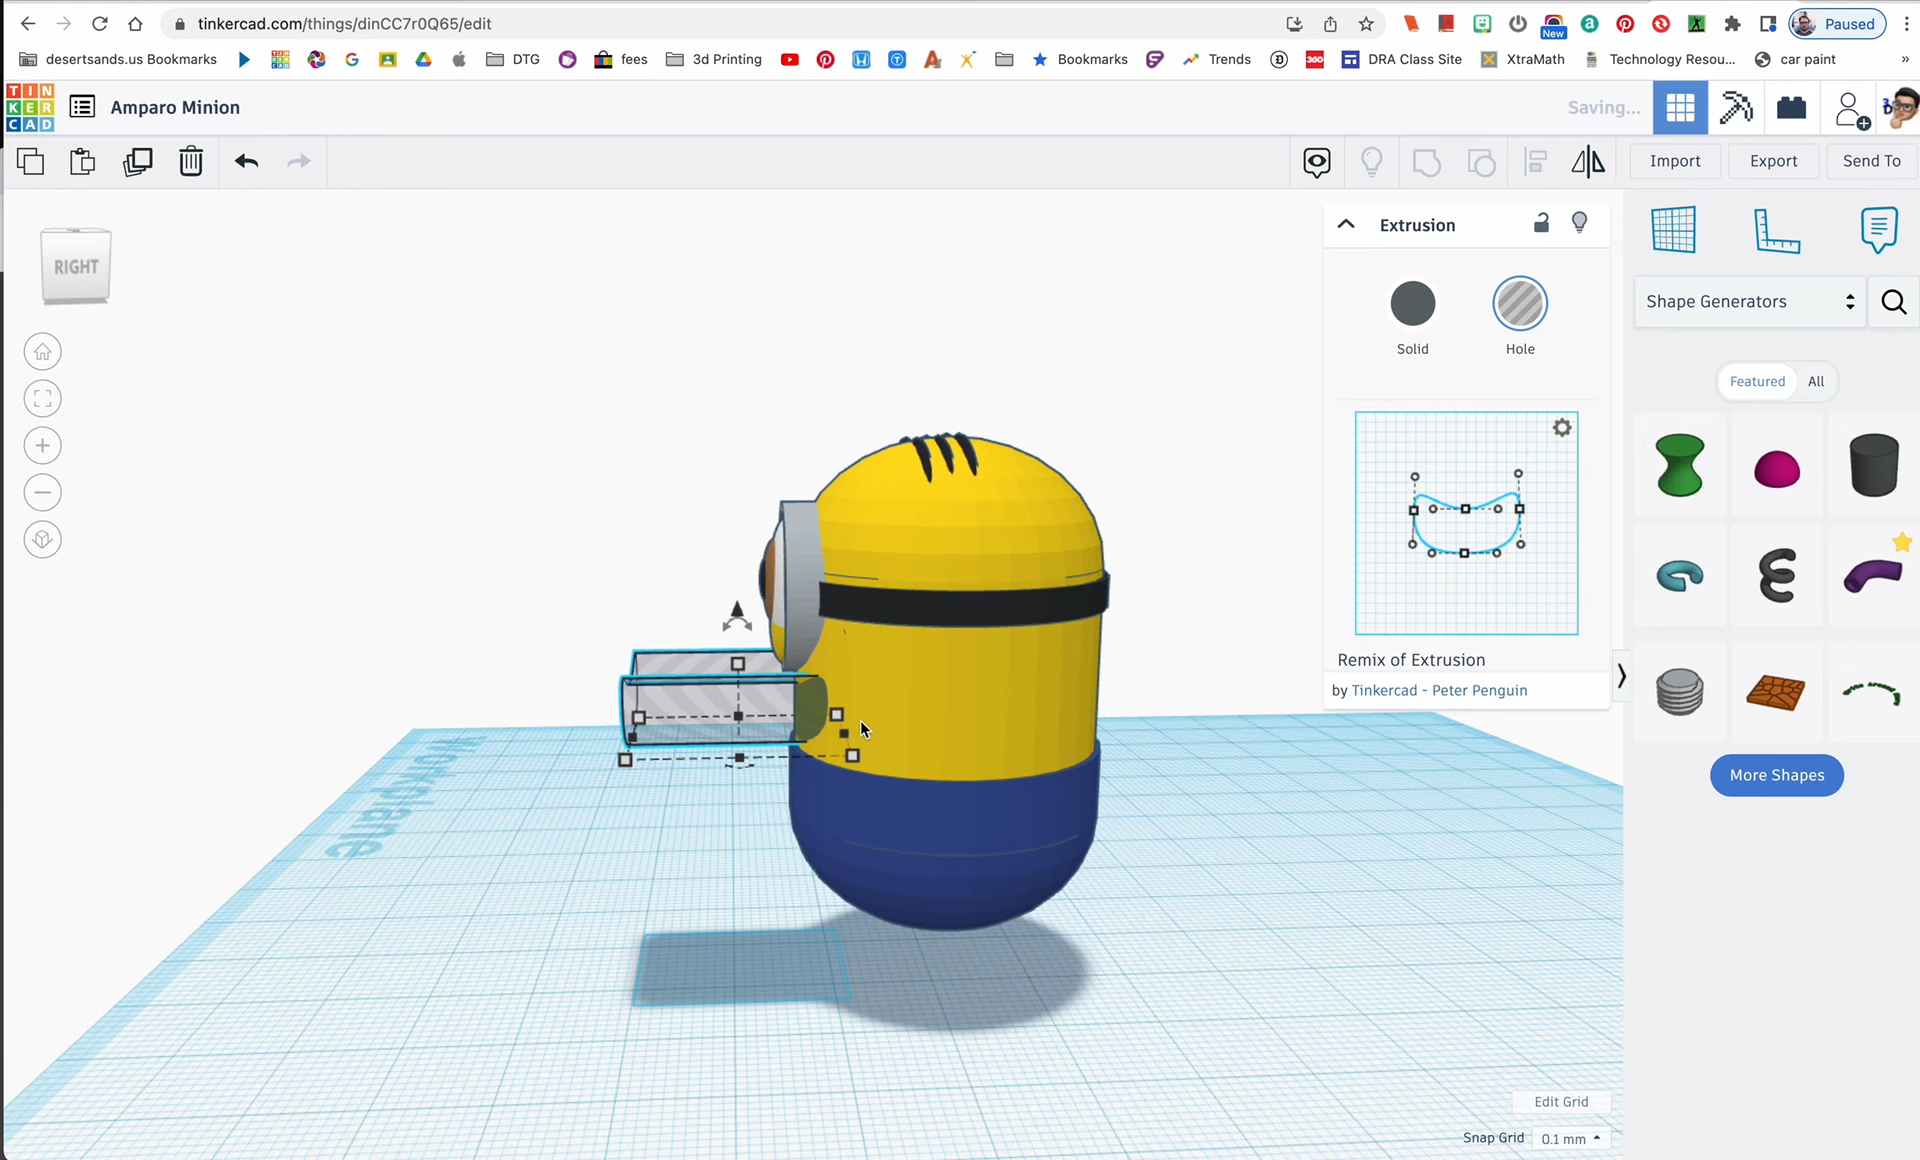 tinkercad.com/things/dinCC7r0Q65/edit
New
Paused
desertsands.us Bookmarks
DTG
fees
3d Printing
Bookmarks
Trends
360
DRA Class Site
XtraMath
Technology Resou...
car paint
»
TIN
KER
CAD
Amparo Minion
Saving...
Import
Export
Send To
RIGHT
Extrusion
Solid
Hole
Shape Generators
Featured
All
Remix of Extrusion
by Tinkercad - Peter Penguin
More Shapes
Workplane
Edit Grid
Snap Grid
0.1 mm